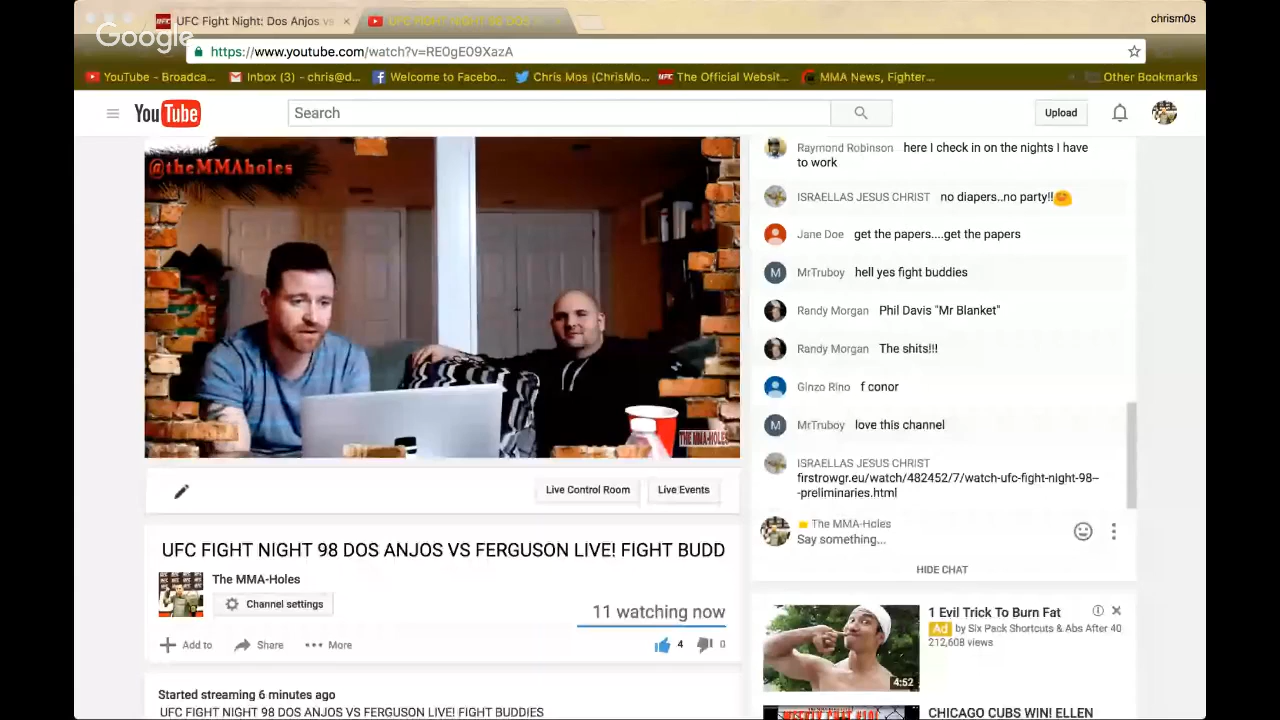 chrism0s
UFC Fight Night: Dos Anjos vs
UFC FIGHT NIGHT 98 DOS
Google
https://www.youtube.com/watch?v=RE0gE09XazA
YouTube - Broadca...
Inbox (3) - chris@d...
Welcome to Facebo...
Chris Mos (ChrisMo...
The Official Websit...
MMA News, Fighter...
Other Bookmarks
YouTube
Search
Upload
@theMMAholes
THE MMA-HOLES
Raymond Robinson here I check in on the nights I have
to work
ISRAELLAS JESUS CHRIST no diapers..no party!!
Jane Doe get the papers....get the papers
M MrTruboy hell yes fight buddies
Randy Morgan Phil Davis "Mr Blanket"
Randy Morgan The shits!!!
Ginzo Rino f conor
M MrTruboy love this channel
ISRAELLAS JESUS CHRIST
firstrowgr.eu/watch/482452/7/watch-ufc-fight-night-98--
-preliminaries.html
The MMA-Holes
Say something...
HIDE CHAT
Live Control Room
Live Events
UFC FIGHT NIGHT 98 DOS ANJOS VS FERGUSON LIVE! FIGHT BUDD
The MMA-Holes
Channel settings
11 watching now
Add to
Share
More
4
0
Started streaming 6 minutes ago
UFC FIGHT NIGHT 98 DOS ANJOS VS FERGUSON LIVE! FIGHT BUDDIES
1 Evil Trick To Burn Fat
Ad by Six Pack Shortcuts & Abs After 40
212,608 views
4:52
WEEKLY CHAT #101
CHICAGO CUBS WIN! ELLEN